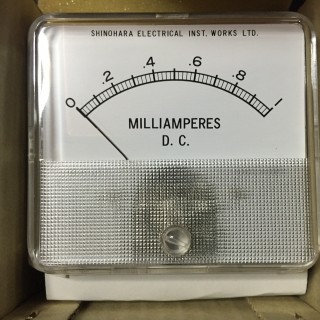 SHINOHARA ELECTRICAL INST. WORKS LTD.
0 .2 .4 .6 .8 1
MILLIAMPERES
D. C.